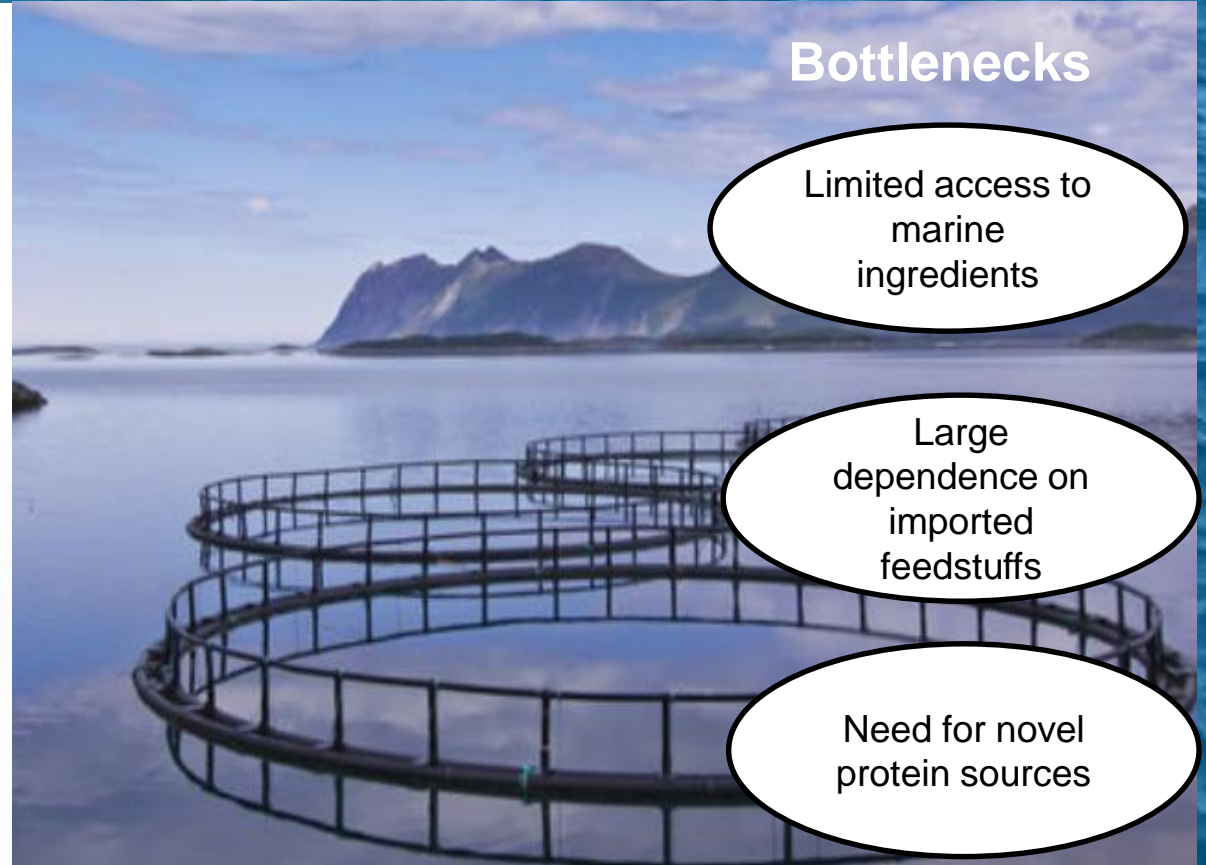 Bottlenecks
Limited access to
marine
ingredients
Large
dependence on
imported
feedstuffs
Need for novel
protein sources